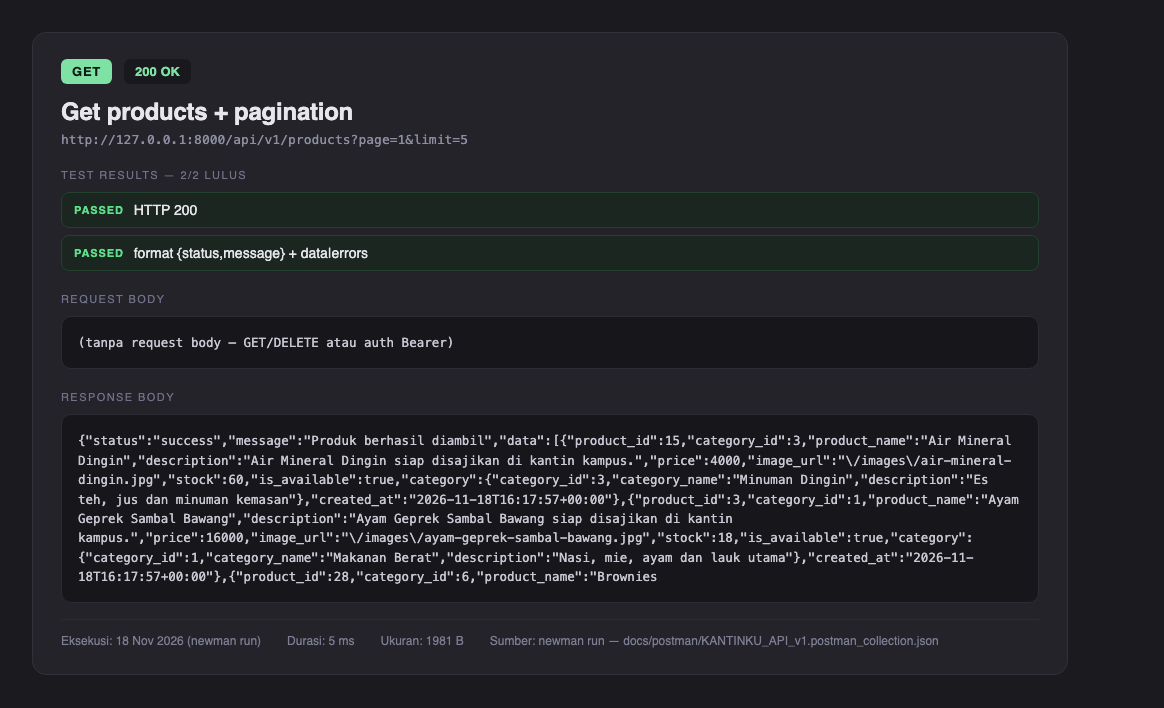 GET 200 OK
Get products + pagination
http://127.0.0.1:8000/api/v1/products?page=1&limit=5
TEST RESULTS — 2/2 LULUS
PASSED HTTP 200
PASSED format {status,message} + data|errors
REQUEST BODY
(tanpa request body — GET/DELETE atau auth Bearer)
RESPONSE BODY
{"status":"success","message":"Produk berhasil diambil","data":[{"product_id":15,"category_id":3,"product_name":"Air Mineral
Dingin","description":"Air Mineral Dingin siap disajikan di kantin kampus.","price":4000,"image_url":"\/images\/air-mineral-
dingin.jpg","stock":60,"is_available":true,"category":{"category_id":3,"category_name":"Minuman Dingin","description":"Es
teh, jus dan minuman kemasan"},"created_at":"2026-11-18T16:17:57+00:00"},{"product_id":3,"category_id":1,"product_name":"Ayam
Geprek Sambal Bawang","description":"Ayam Geprek Sambal Bawang siap disajikan di kantin
kampus.","price":16000,"image_url":"\/images\/ayam-geprek-sambal-bawang.jpg","stock":18,"is_available":true,"category":
{"category_id":1,"category_name":"Makanan Berat","description":"Nasi, mie, ayam dan lauk utama"},"created_at":"2026-11-
18T16:17:57+00:00"},{"product_id":28,"category_id":6,"product_name":"Brownies
Eksekusi: 18 Nov 2026 (newman run) Durasi: 5 ms Ukuran: 1981 B Sumber: newman run — docs/postman/KANTINKU_API_v1.postman_collection.json